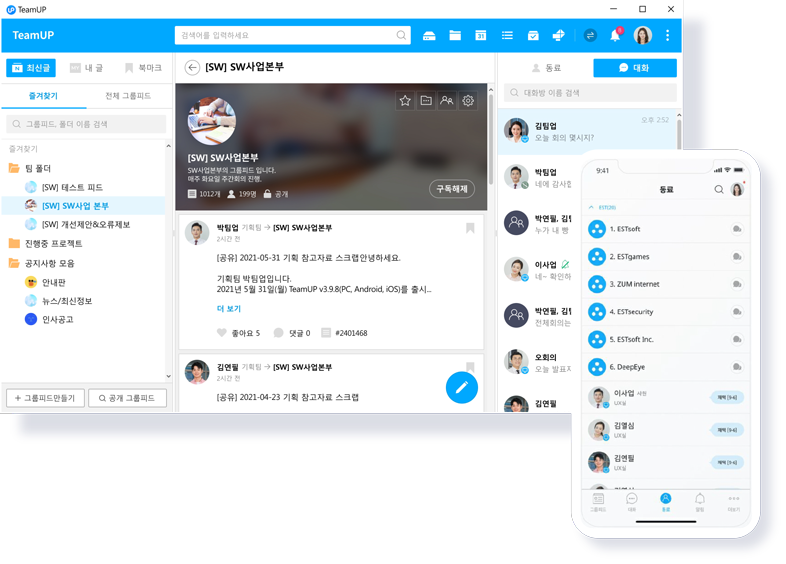 TeamUP
TeamUP
검색어를 입력하세요
31
최신글
내 글
북마크
즐겨찾기
전체 그룹피드
그룹피드, 폴더 이름 검색
즐겨찾기
팀 폴더
[SW] 테스트 피드
[SW] SW사업 본부
[SW] 개선제안&오류제보
진행중 프로젝트
공지사항 모음
안내판
뉴스/최신정보
인사공고
+ 그룹피드만들기
공개 그룹피드
[SW] SW사업본부
[SW] SW사업본부
SW사업본부의 그룹피드 입니다.
매주 화요일 주간회의 진행.
1012개 199명 공개
구독해제
박팀업 기획팀 → [SW] SW사업본부
2시간 전
[공유] 2021-05-31 기획 참고자료 스크랩안녕하세요.
기획팀 박팀업입니다.
2021년 5월 31일(월) TeamUP v3.9.8(PC, Android, iOS)를 출시...
더 보기
좋아요 5 댓글 0 #2401468
김연필 기획팀 → [SW] SW사업본부
2시간 전
[공유] 2021-04-23 기획 참고자료 스크랩
동료
대화
대화방 이름 검색
김팀업
오후 2:52
오늘 회의 몇시지?
박팀업
네에 감사합
박연필, 김팀
누가 내 빵
이사업
네~ 확인하
박연필, 김팀
전체회의는
오회의
오늘 발표자
김연필
9:41
동료
1. ESTsoft
2. ESTgames
3. ZUM internet
4. ESTsecurity
5. ESTsoft Inc.
6. DeepEye
이사업 사원
UX실
재택 [9-6]
김열심
UX실
재택 [9-6]
김연필
UX실
재택 [9-6]
그룹피드
대화
동료
알림
더보기